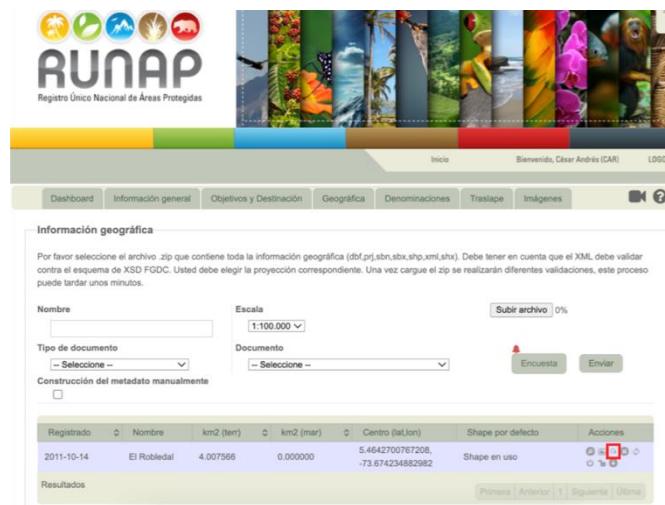 RUNAP
Registro Único Nacional de Áreas Protegidas
Inicio Bienvenido, César Andrés (CAR)
Dashboard Información general Objetivos y Destinación Geográfica Denominaciones Traslape Imágenes
Información geográfica
Por favor seleccione el archivo .zip que contiene toda la información geográfica (dbf,prj,sbn,sbx,shp,xml,shx). Debe tener en cuenta que el XML debe validar
contra el esquema de XSD FGDC. Usted debe elegir la proyección correspondiente. Una vez cargue el zip se realizarán diferentes validaciones, este proceso
puede tardar unos minutos.
Nombre Escala Subir archivo 0%
1:100.000
Tipo de documento Documento
-- Seleccione -- -- Seleccione -- Encuesta Enviar
Construcción del metadato manualmente
Registrado Nombre km2 (terr) km2 (mar) Centro (lat,lon) Shape por defecto Acciones
2011-10-14 El Robledal 4.007566 0.000000 5.4642700767208, Shape en uso
-73.674234882982
Resultados
Primera Anterior 1 Siguiente Última